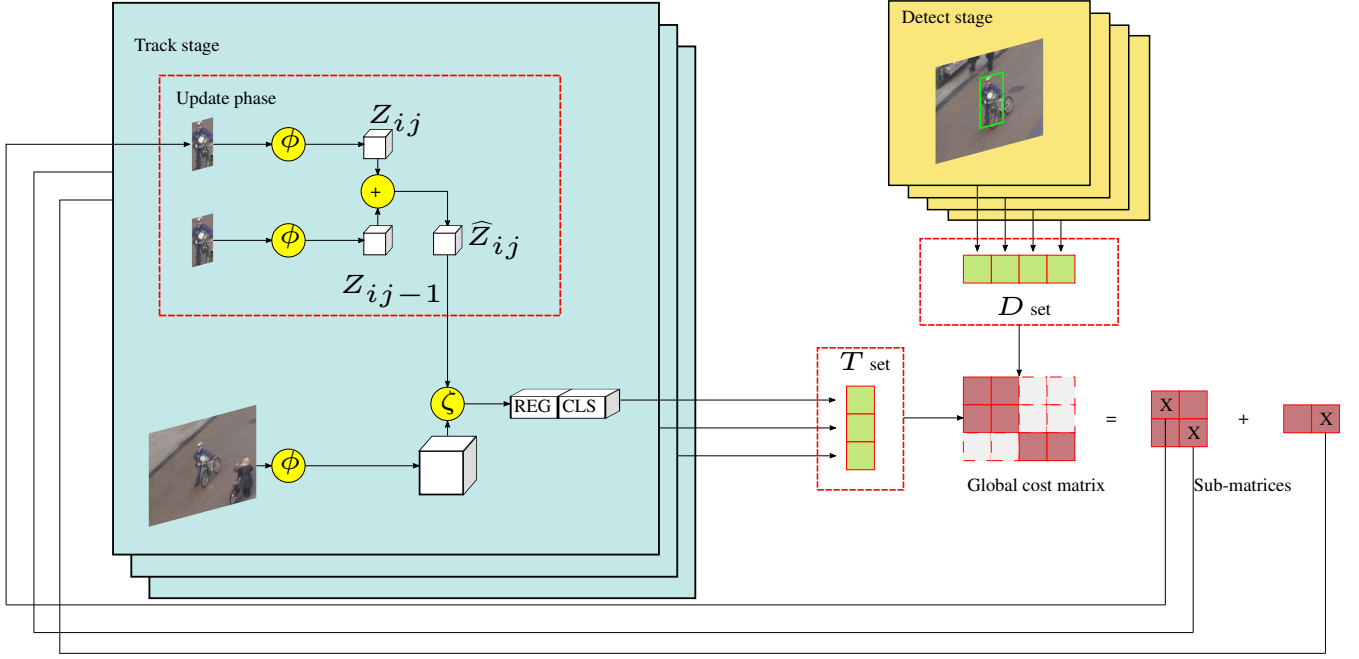 Track stage
Update phase
ϕ
Z_{ij}
+
ϕ
\widehat{Z}_{ij}
Z_{ij-1}
ζ
REG CLS
ϕ
Detect stage
D set
T set
Global cost matrix
=
X
X
Sub-matrices
+
X